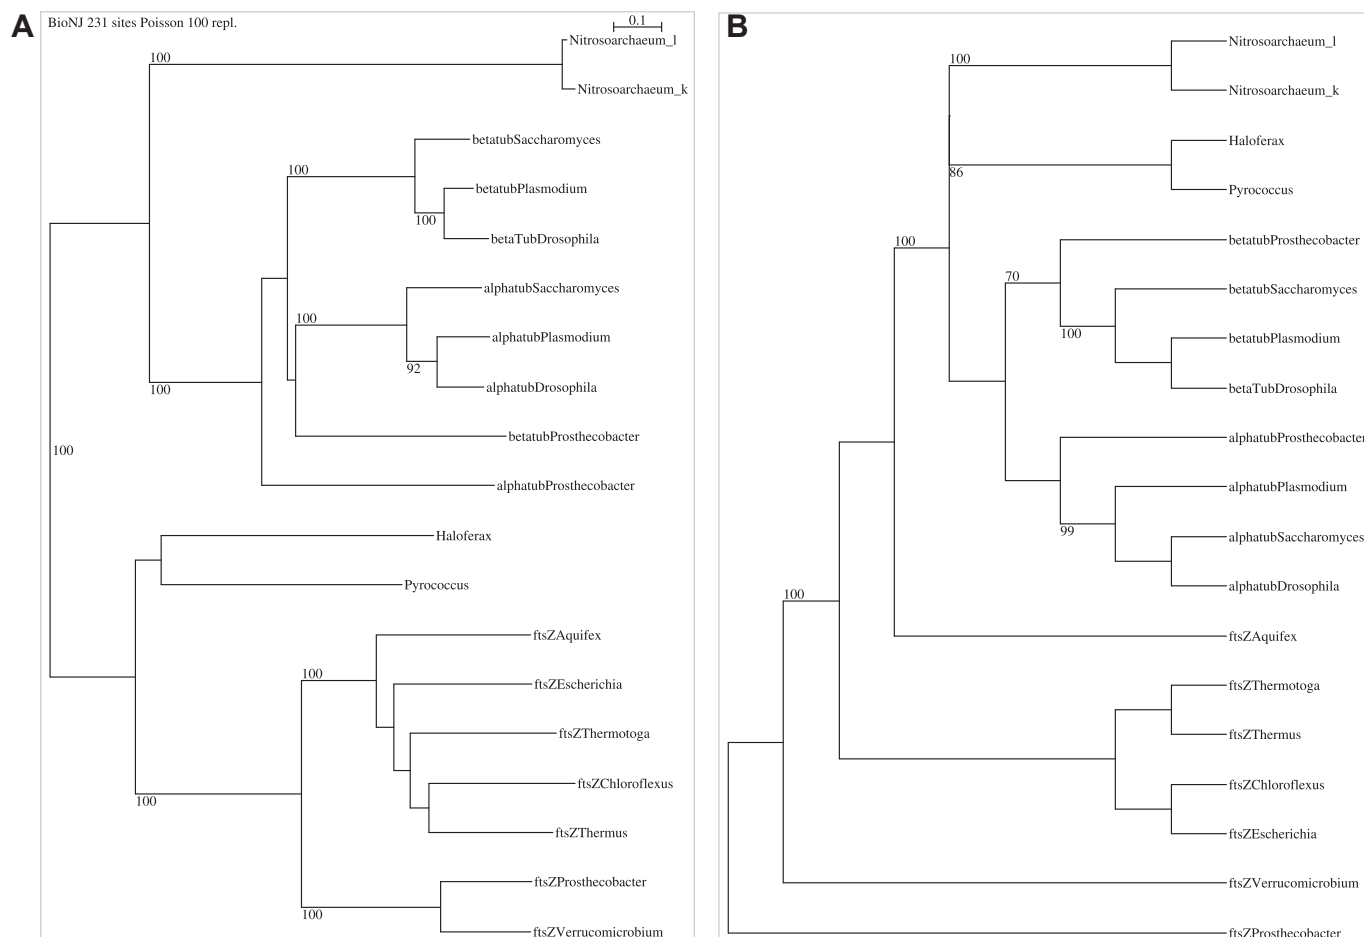 A
BioNJ 231 sites Poisson 100 repl.
0.1
Nitrosoarchaeum_l
100
Nitrosoarchaeum_k
betatubSaccharomyces
100
betatubPlasmodium
100
betaTubDrosophila
alphatubSaccharomyces
100
alphatubPlasmodium
92
alphatubDrosophila
100
betatubProsthecobacter
100
alphatubProsthecobacter
Haloferax
Pyrococcus
ftsZAquifex
100
ftsZEscherichia
ftsZThermotoga
ftsZChloroflexus
100
ftsZThermus
ftsZProsthecobacter
100
ftsZVerrucomicrobium
B
Nitrosoarchaeum_l
100
Nitrosoarchaeum_k
Haloferax
86
Pyrococcus
betatubProsthecobacter
100
70
betatubSaccharomyces
100
betatubPlasmodium
betaTubDrosophila
alphatubProsthecobacter
alphatubPlasmodium
99
alphatubSaccharomyces
alphatubDrosophila
100
ftsZAquifex
ftsZThermotoga
ftsZThermus
ftsZChloroflexus
ftsZEscherichia
ftsZVerrucomicrobium
ftsZProsthecobacter